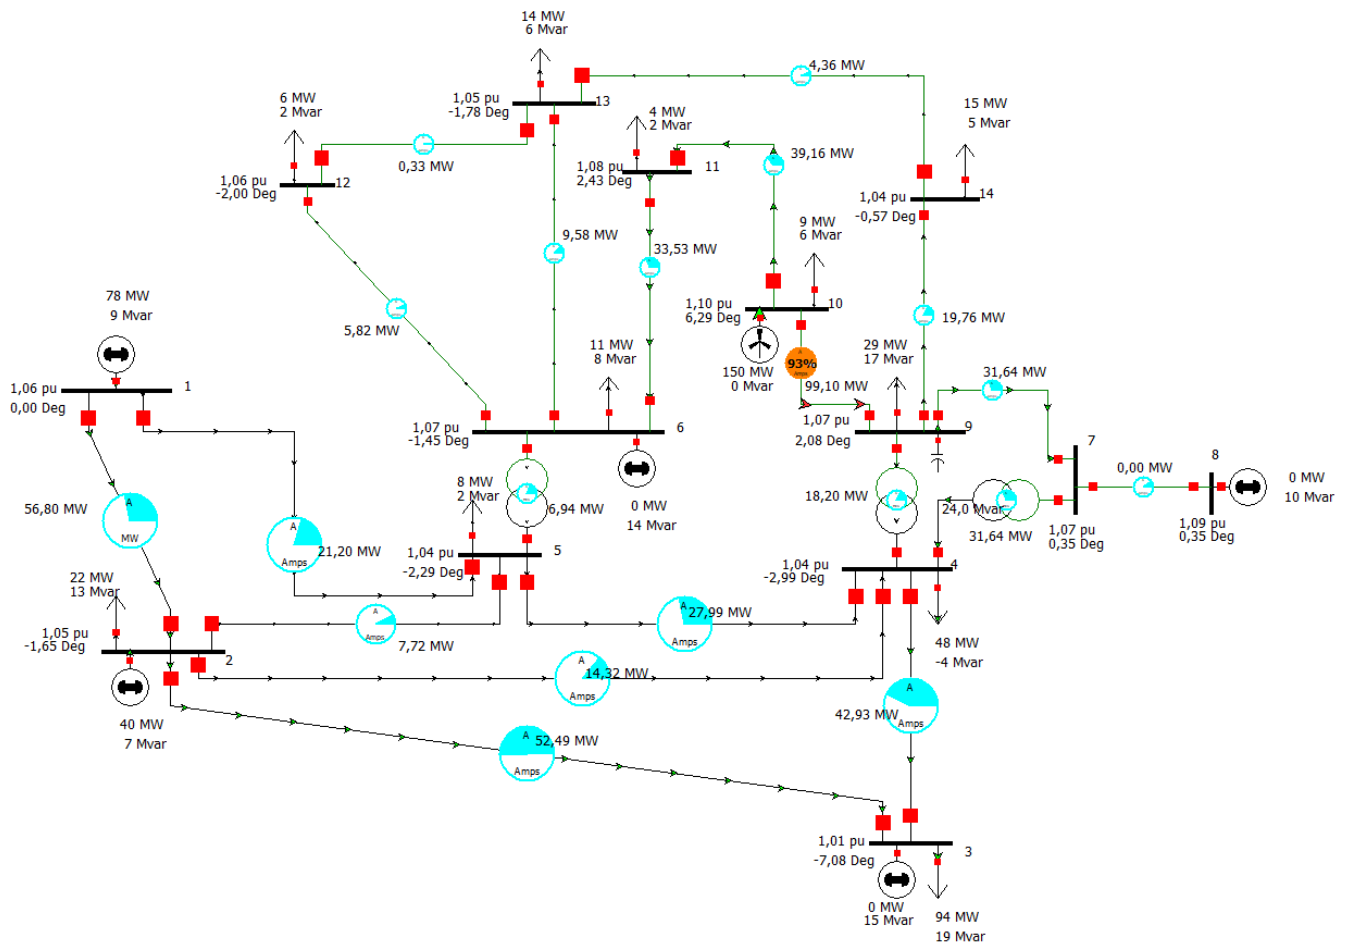 14 MW
6 Mvar
4,36 MW
1,05 pu
-1,78 Deg
13
6 MW
2 Mvar
0,33 MW
4 MW
2 Mvar
39,16 MW
15 MW
5 Mvar
1,06 pu
-2,00 Deg
12
1,08 pu
2,43 Deg
11
1,04 pu
-0,57 Deg
14
9,58 MW
33,53 MW
9 MW
6 Mvar
5,82 MW
1,10 pu
6,29 Deg
10
19,76 MW
78 MW
9 Mvar
11 MW
8 Mvar
150 MW
0 Mvar
A
93%
Amps
99,10 MW
29 MW
17 Mvar
31,64 MW
1,06 pu
0,00 Deg
1
1,07 pu
-1,45 Deg
6
1,07 pu
2,08 Deg
9
7
8
0,00 MW
0 MW
10 Mvar
8 MW
2 Mvar
6,94 MW
0 MW
14 Mvar
18,20 MW
24,0 Mvar
31,64 MW
1,07 pu
0,35 Deg
1,09 pu
0,35 Deg
56,80 MW
A
MW
A
Amps
21,20 MW
1,04 pu
-2,29 Deg
5
1,04 pu
-2,99 Deg
4
22 MW
13 Mvar
1,05 pu
-1,65 Deg
2
A
Amps
7,72 MW
A
Amps
27,99 MW
48 MW
-4 Mvar
A
Amps
14,32 MW
40 MW
7 Mvar
A
Amps
42,93 MW
A
Amps
52,49 MW
1,01 pu
-7,08 Deg
3
0 MW
15 Mvar
94 MW
19 Mvar